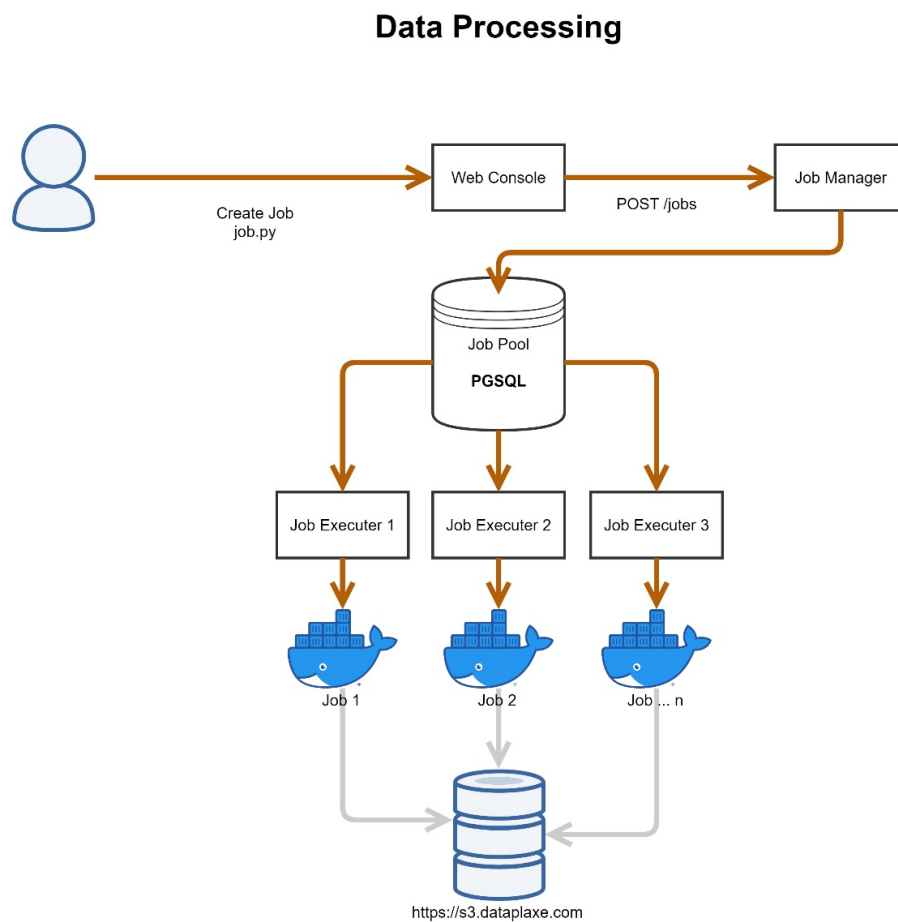 Data Processing
Web Console
Job Manager
Create Job
job.py
POST /jobs
Job Pool
PGSQL
Job Executer 1
Job Executer 2
Job Executer 3
Job 1
Job 2
Job ... n
https://s3.dataplaxe.com